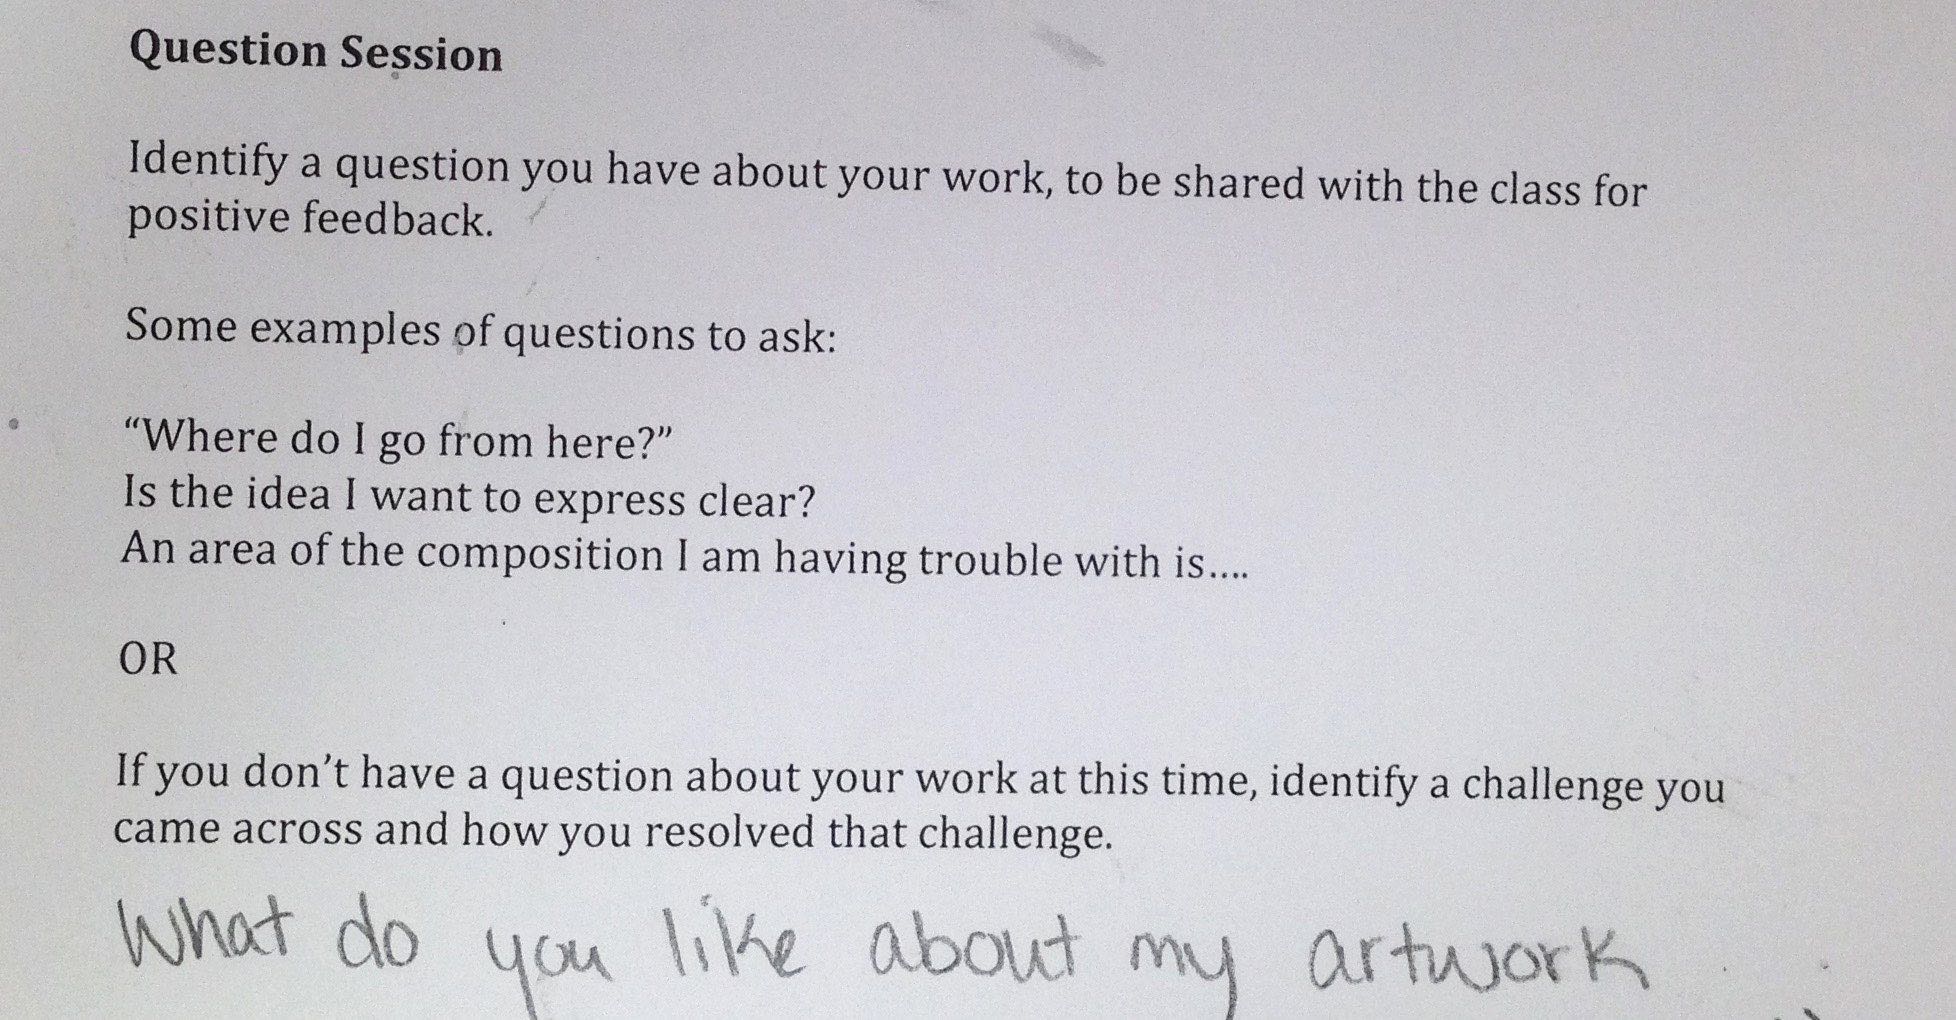 Question Session
Identify a question you have about your work, to be shared with the class for
positive feedback.
Some examples of questions to ask:
“Where do I go from here?”
Is the idea I want to express clear?
An area of the composition I am having trouble with is....
OR
If you don’t have a question about your work at this time, identify a challenge you
came across and how you resolved that challenge.
What do you like about my artwork